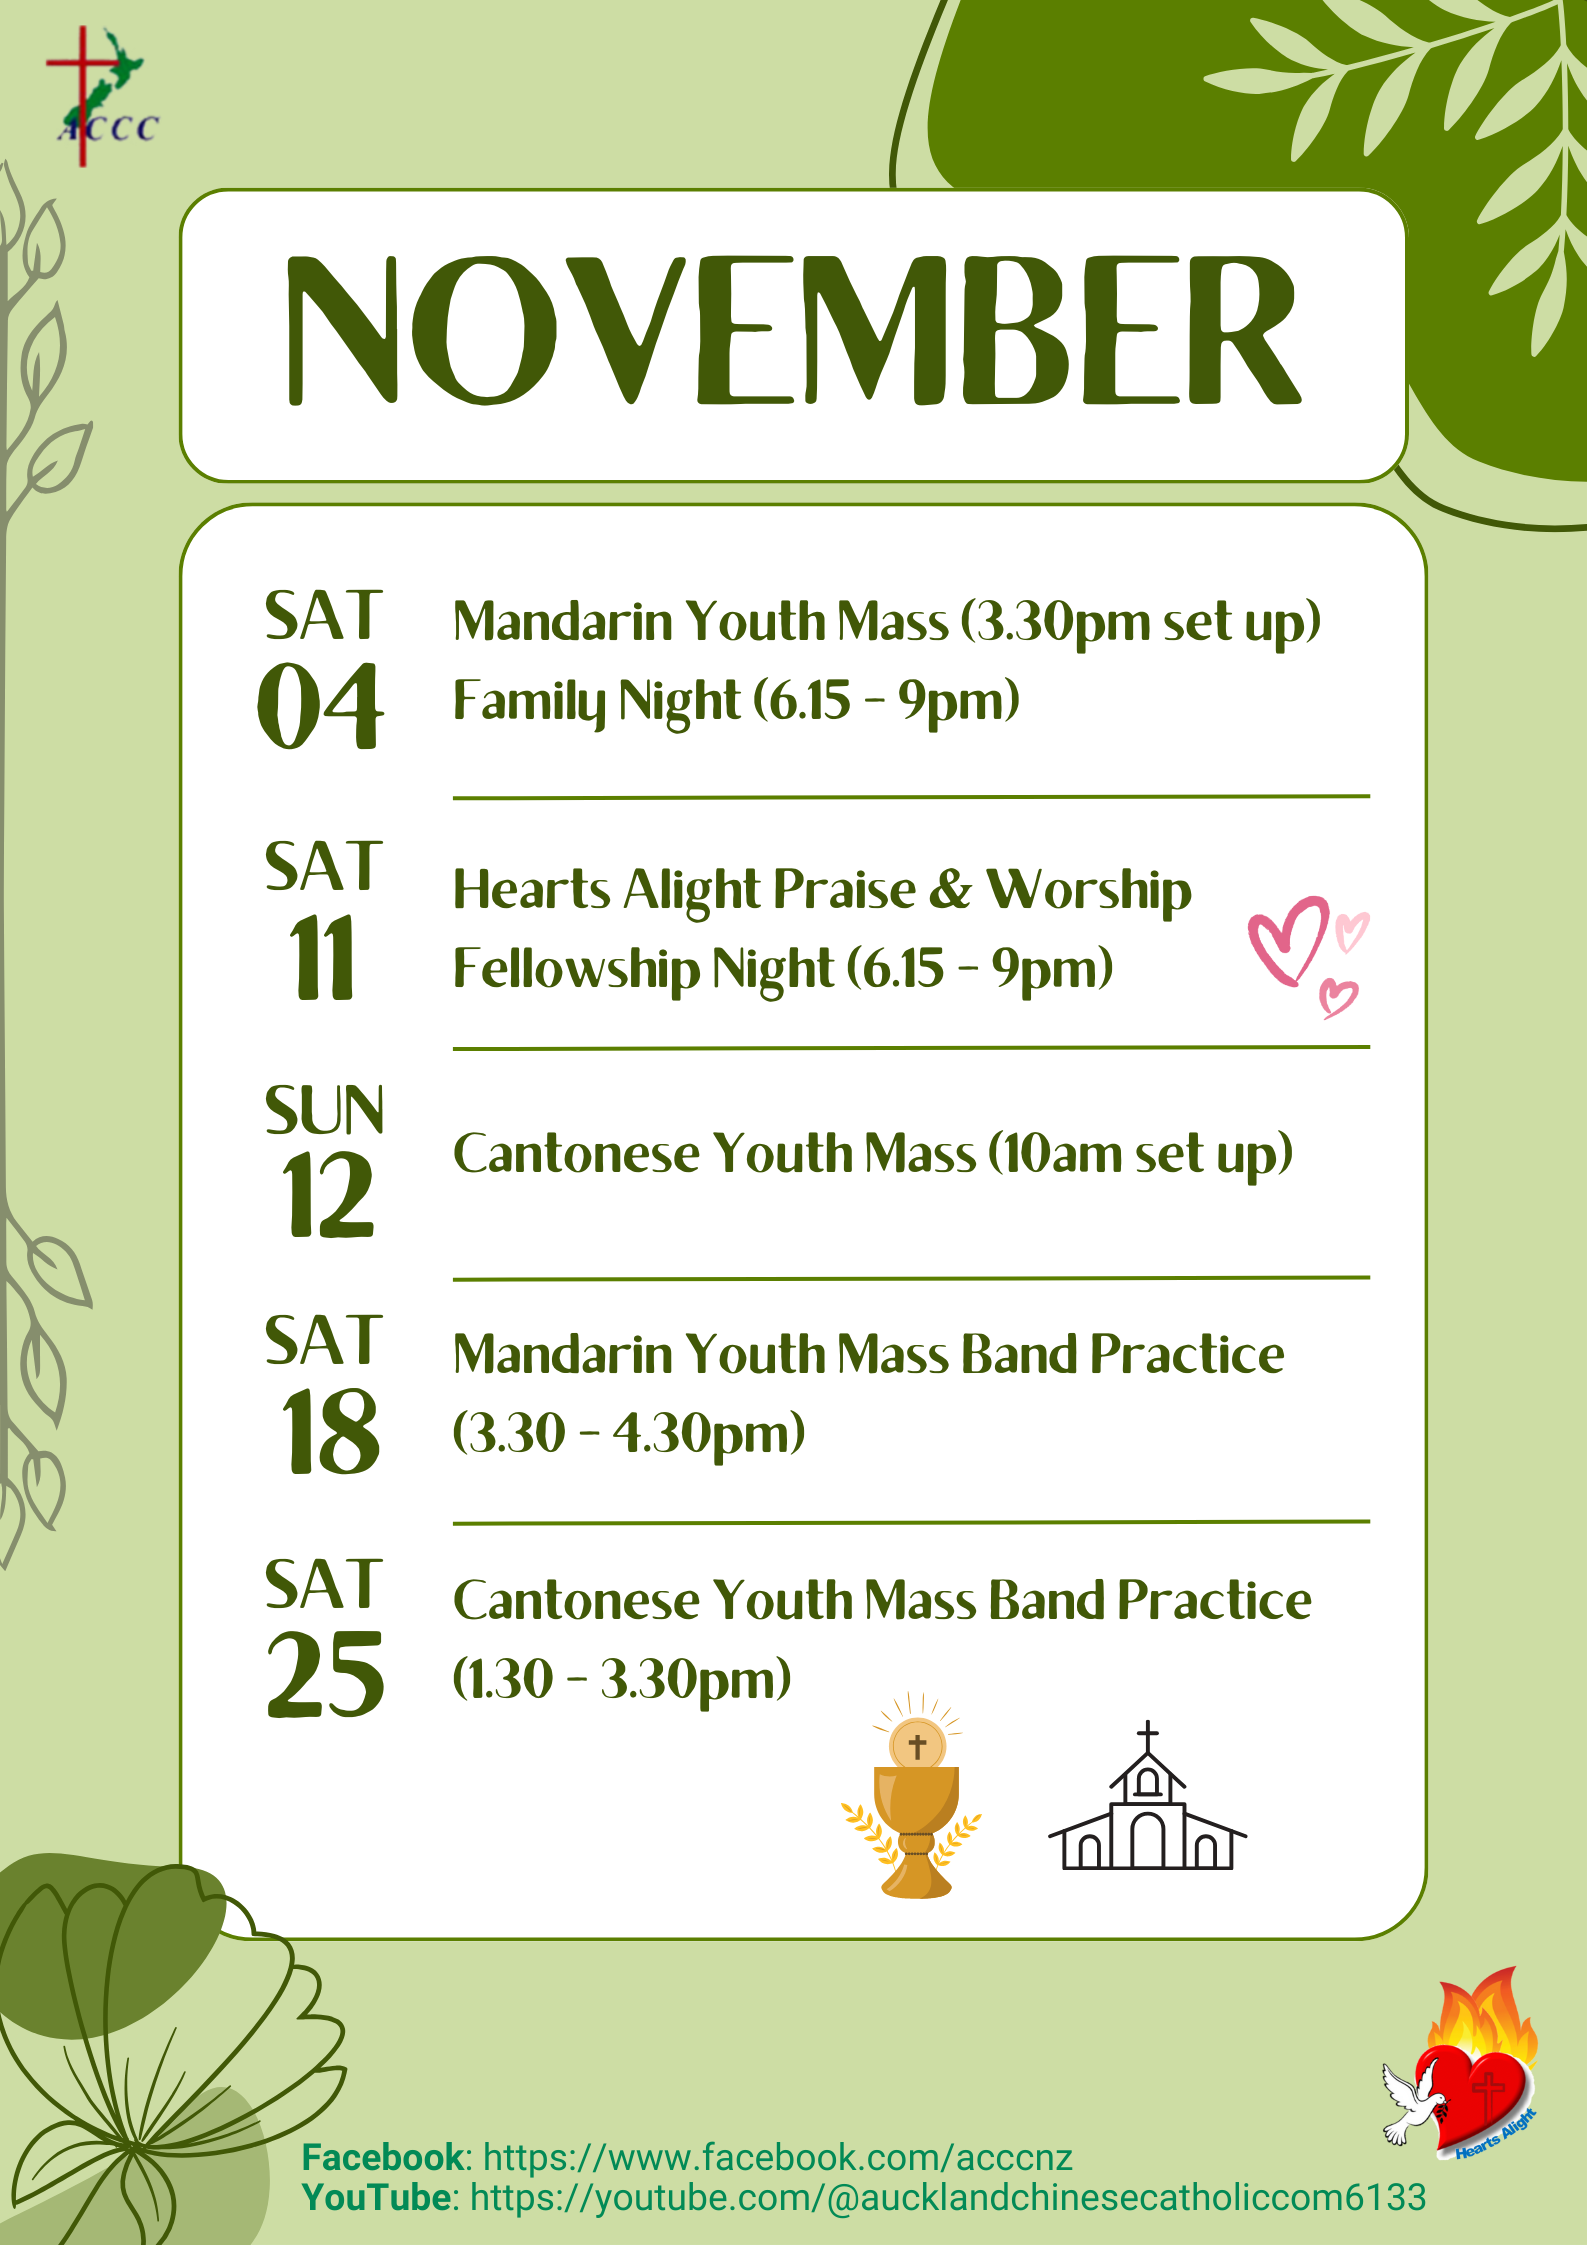 ACCC
NOVEMBER
SAT
04
Mandarin Youth Mass (3.30pm set up)
Family Night (6.15 - 9pm)
SAT
11
Hearts Alight Praise & Worship
Fellowship Night (6.15 - 9pm)
SUN
12
Cantonese Youth Mass (10am set up)
SAT
18
Mandarin Youth Mass Band Practice
(3.30 - 4.30pm)
SAT
25
Cantonese Youth Mass Band Practice
(1.30 - 3.30pm)
Hearts Alight
Facebook: https://www.facebook.com/acccnz
YouTube: https://youtube.com/@aucklandchinesecatholiccom6133